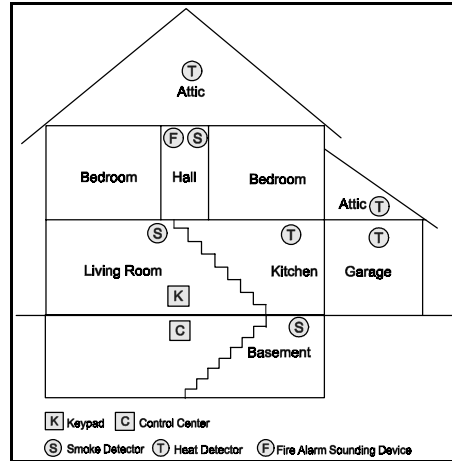 T
Attic
F S
Bedroom Hall Bedroom
Attic T
S T T
Living Room Kitchen Garage
K
C S
Basement
K Keypad C Control Center
S Smoke Detector T Heat Detector F Fire Alarm Sounding Device